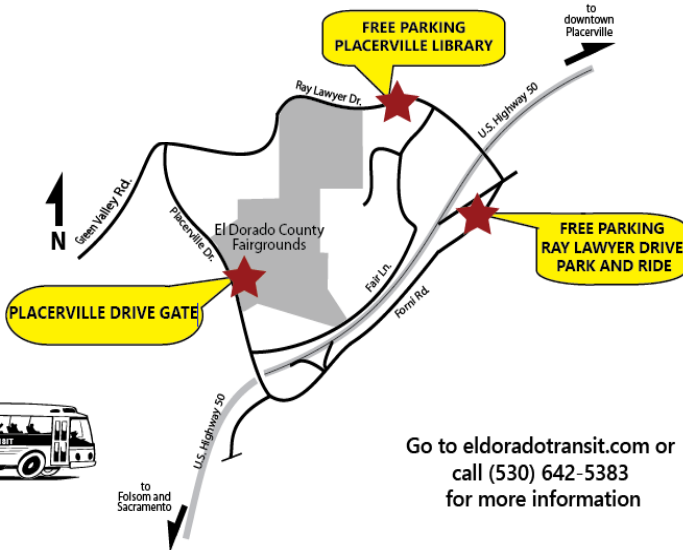 to
downtown
Placerville
FREE PARKING
PLACERVILLE LIBRARY
Ray Lawyer Dr.
U.S. Highway 50
Green Valley Rd.
N
Placerville Dr.
El Dorado County
Fairgrounds
FREE PARKING
RAY LAWYER DRIVE
PARK AND RIDE
Fair Ln.
Forni Rd.
PLACERVILLE DRIVE GATE
U.S. Highway 50
to
Folsom and
Sacramento
Go to eldoradotransit.com or
call (530) 642-5383
for more information